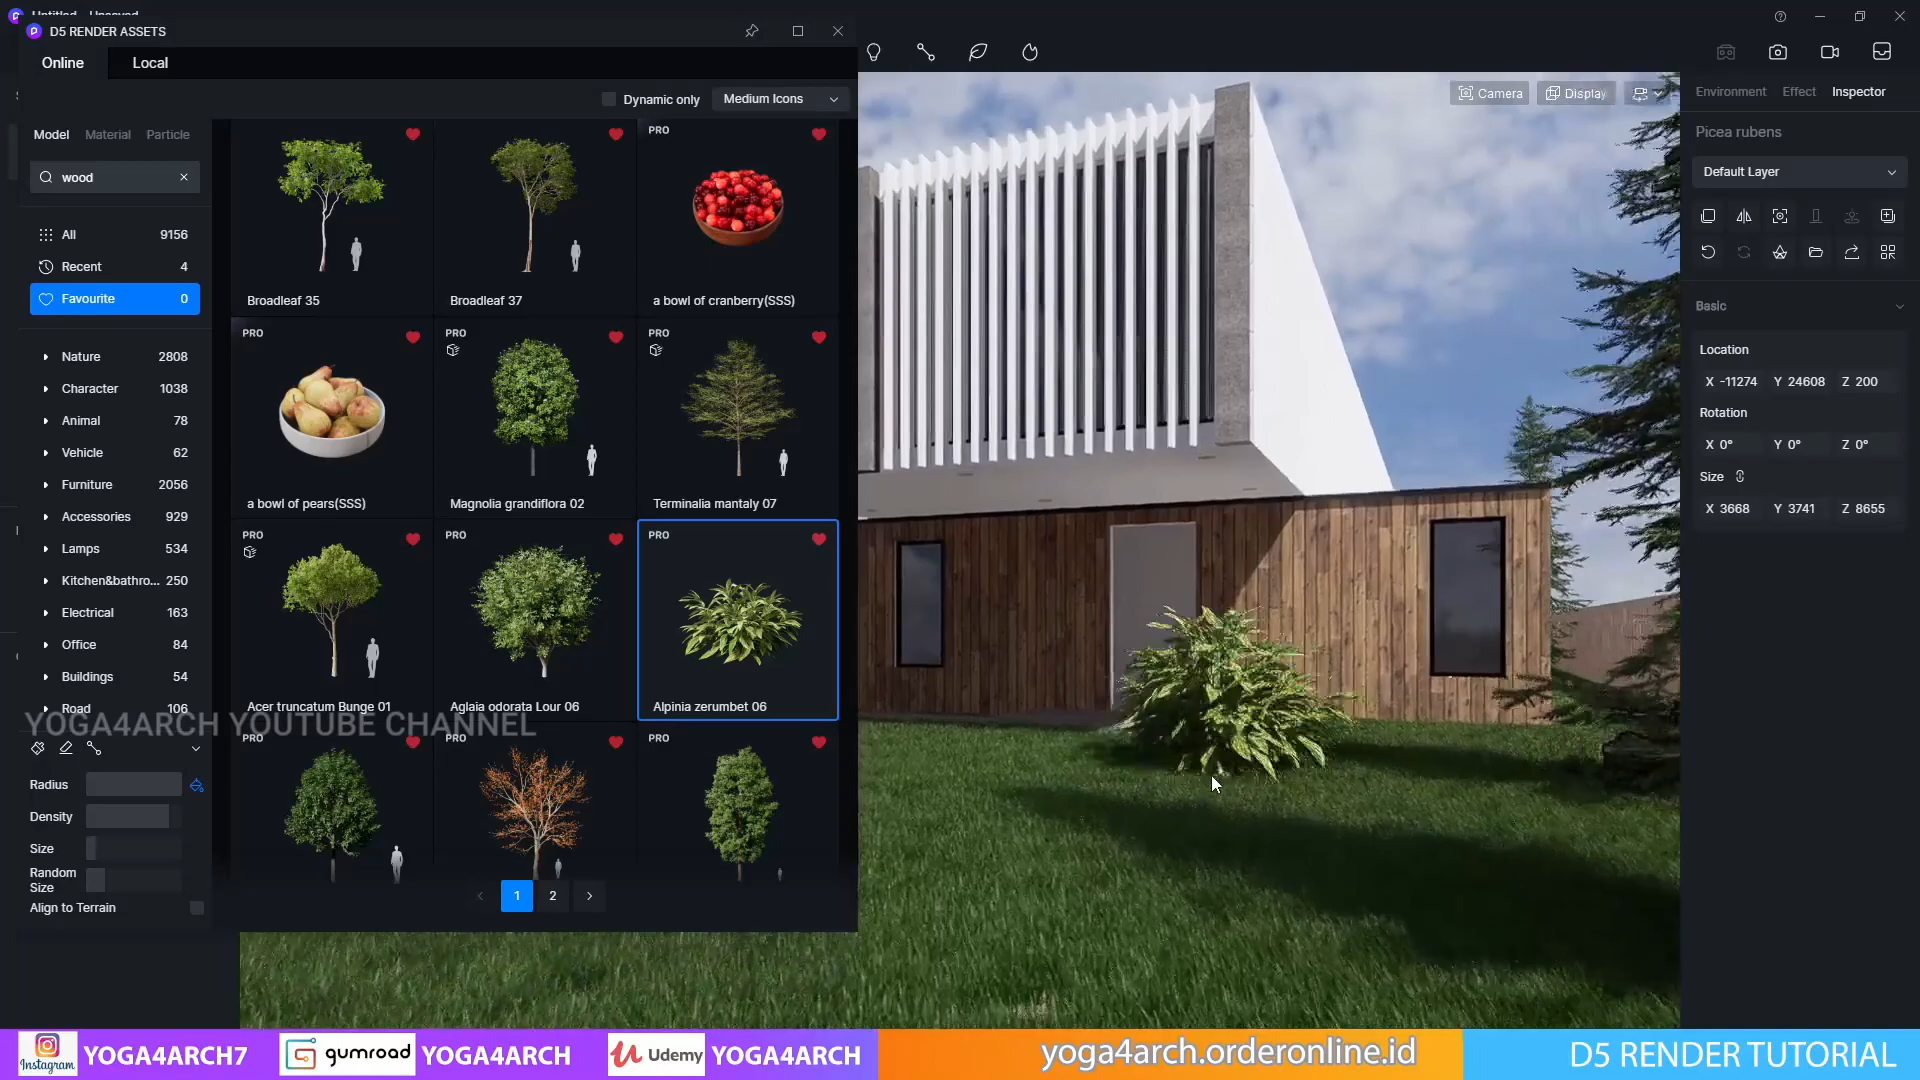 D5 RENDER ASSETS
Online
Local
Dynamic only
Medium Icons
Model
Material
Particle
wood
All 9156
Recent 4
Favourite 0
Nature 2808
Character 1038
Animal 78
Vehicle 62
Furniture 2056
Accessories 929
Lamps 534
Kitchen&bathro... 250
Electrical 163
Office 84
Buildings 54
Road 106
Radius
Density
Size
Random
Size
Align to Terrain
PRO
Broadleaf 35
Broadleaf 37
a bowl of cranberry(SSS)
PRO
PRO
PRO
a bowl of pears(SSS)
Magnolia grandiflora 02
Terminalia mantaly 07
PRO
PRO
PRO
Acer truncatum Bunge 01
Aglaia odorata Lour 06
Alpinia zerumbet 06
YOGA4ARCH YOUTUBE CHANNEL
PRO
PRO
PRO
1
2
Camera
Display
Environment
Effect
Inspector
Picea rubens
Default Layer
Basic
Location
X -11274 Y 24608 Z 200
Rotation
X 0° Y 0° Z 0°
Size
X 3668 Y 3741 Z 8655
Instagram
YOGA4ARCH7
gumroad
YOGA4ARCH
Udemy
YOGA4ARCH
yoga4arch.orderonline.id
D5 RENDER TUTORIAL